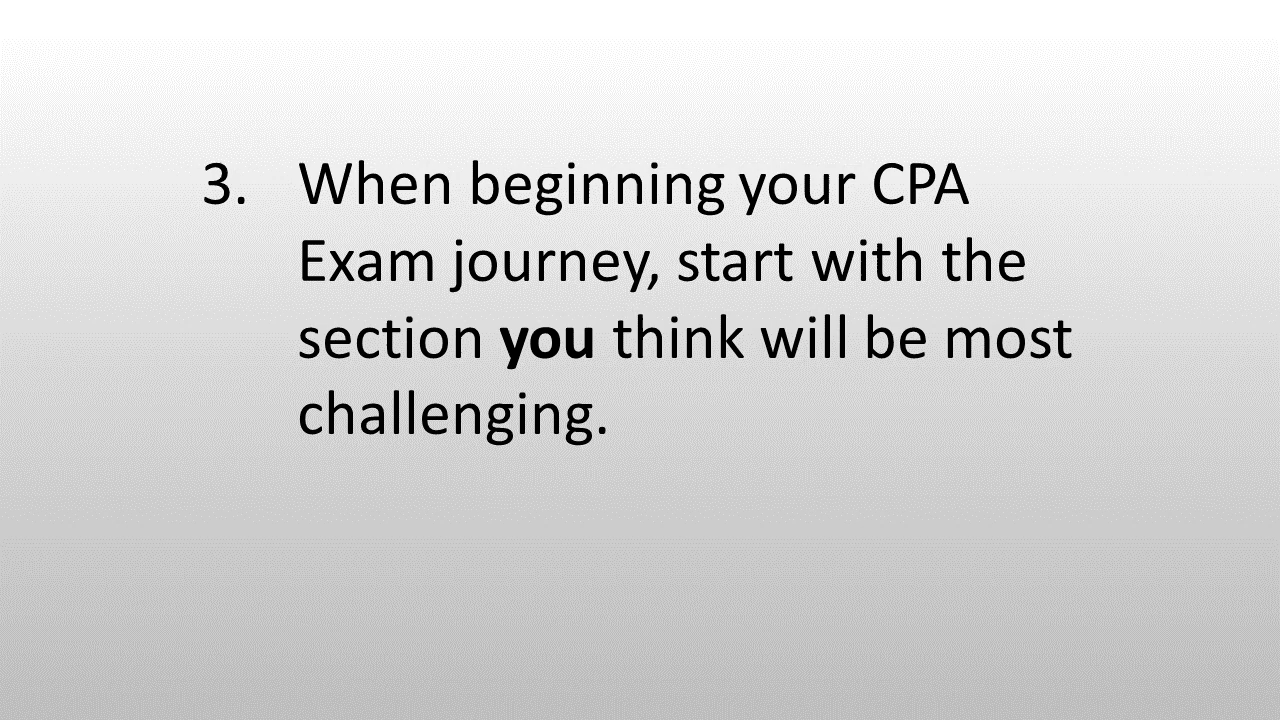 3. When beginning your CPA
Exam journey, start with the
section you think will be most
challenging.